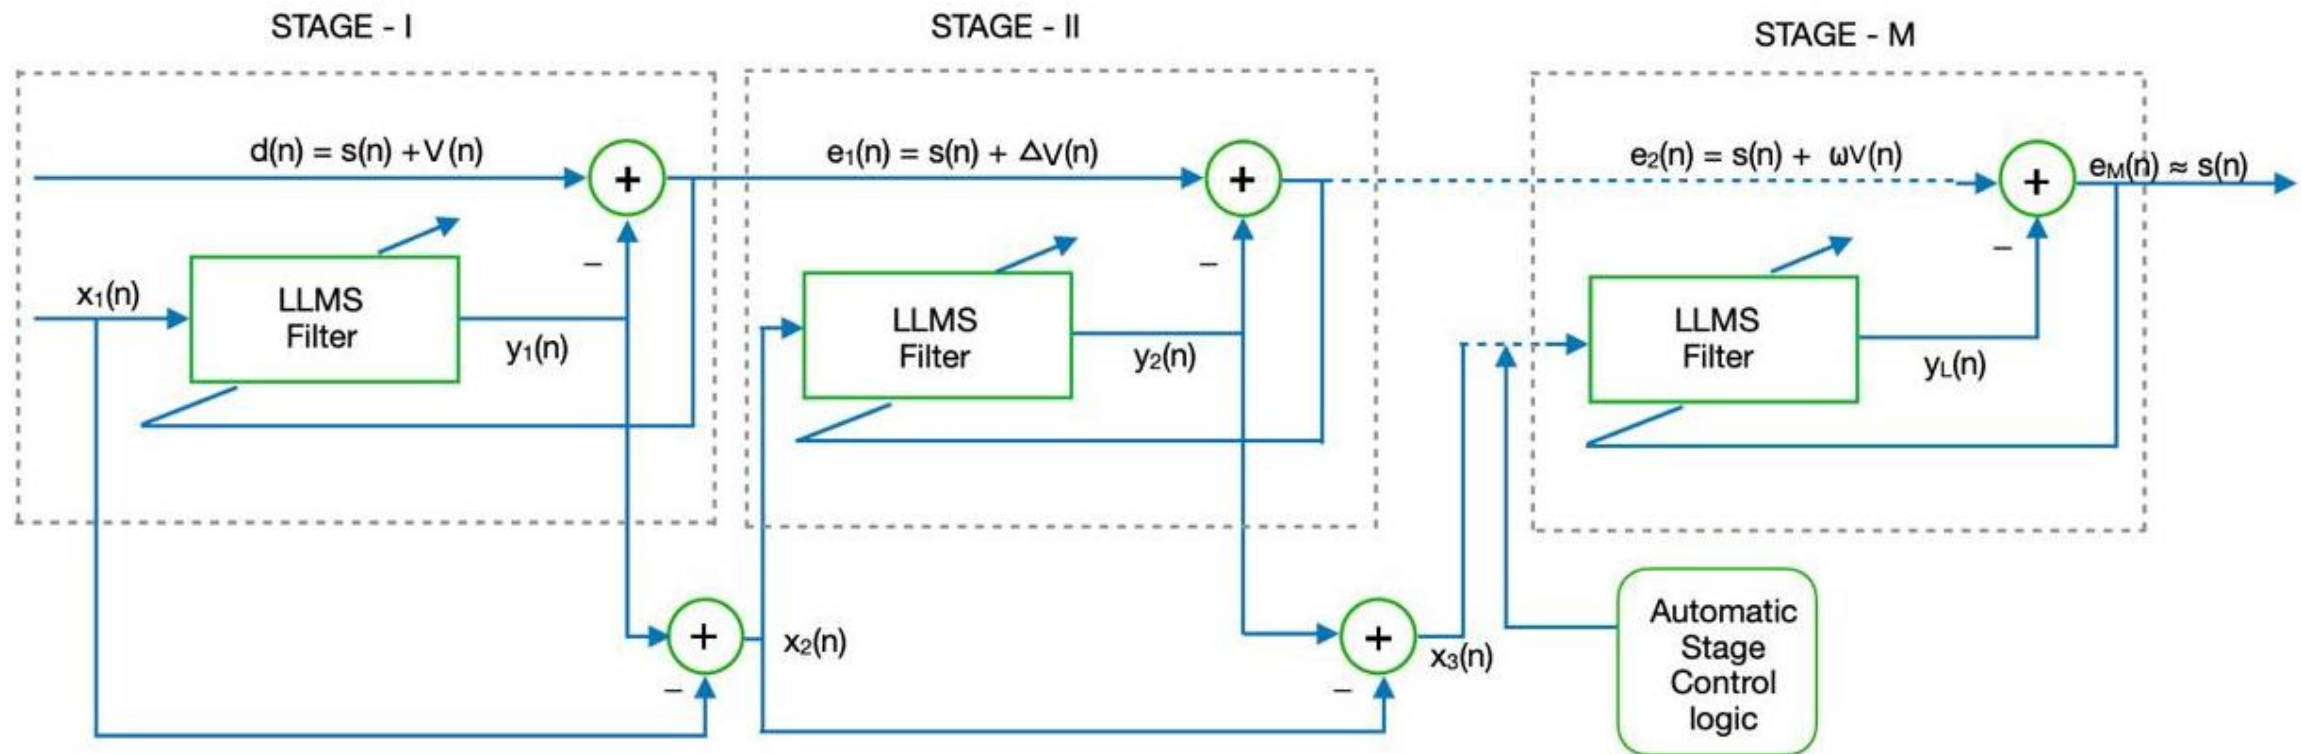 STAGE - I
d(n) = s(n) +V(n)
+
x₁(n)
LLMS
Filter
y₁(n)
–
+
–
x₂(n)
STAGE - II
e₁(n) = s(n) + ΔV(n)
+
LLMS
Filter
y₂(n)
–
+
–
x₃(n)
STAGE - M
e₂(n) = s(n) + ωV(n)
+
eM(n) ≈ s(n)
LLMS
Filter
yL(n)
–
Automatic
Stage
Control
logic